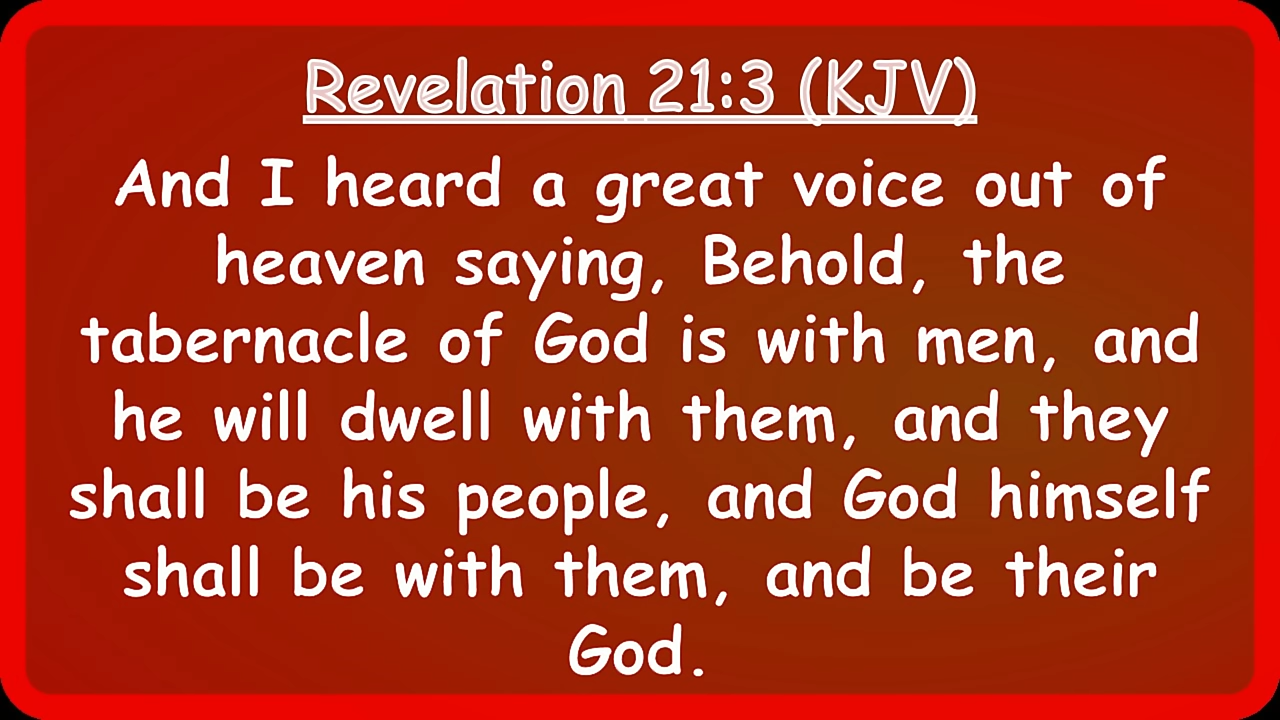 Revelation 21:3 (KJV)
And I heard a great voice out of
heaven saying, Behold, the
tabernacle of God is with men, and
he will dwell with them, and they
shall be his people, and God himself
shall be with them, and be their
God.